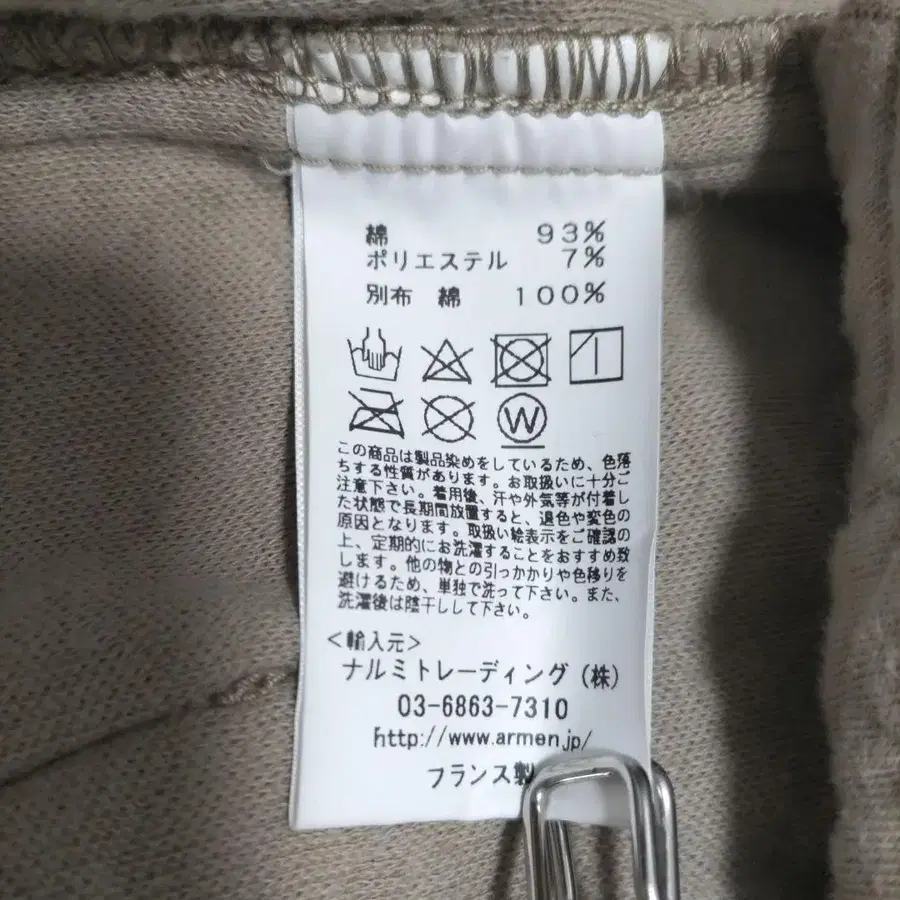 綿 93%
ポリエステル 7%
別布 綿 100%
W
この商品は製品染めをしているため、色落
ちする性質があります。お取扱いに十分ご
注意下さい。着用後、汗や外気等が付着し
た状態で長期間放置すると、退色や変色の
原因となります。取扱い絵表示をご確認の
上、定期的にお洗濯することをおすすめ致
します。他の物との引っかかりや色移りを
避けるため、単独で洗って下さい。また、
洗濯後は陰干しして下さい。
<輸入元>
ナルミトレーディング(株)
03-6863-7310
http://www.armen.jp/
フランス製